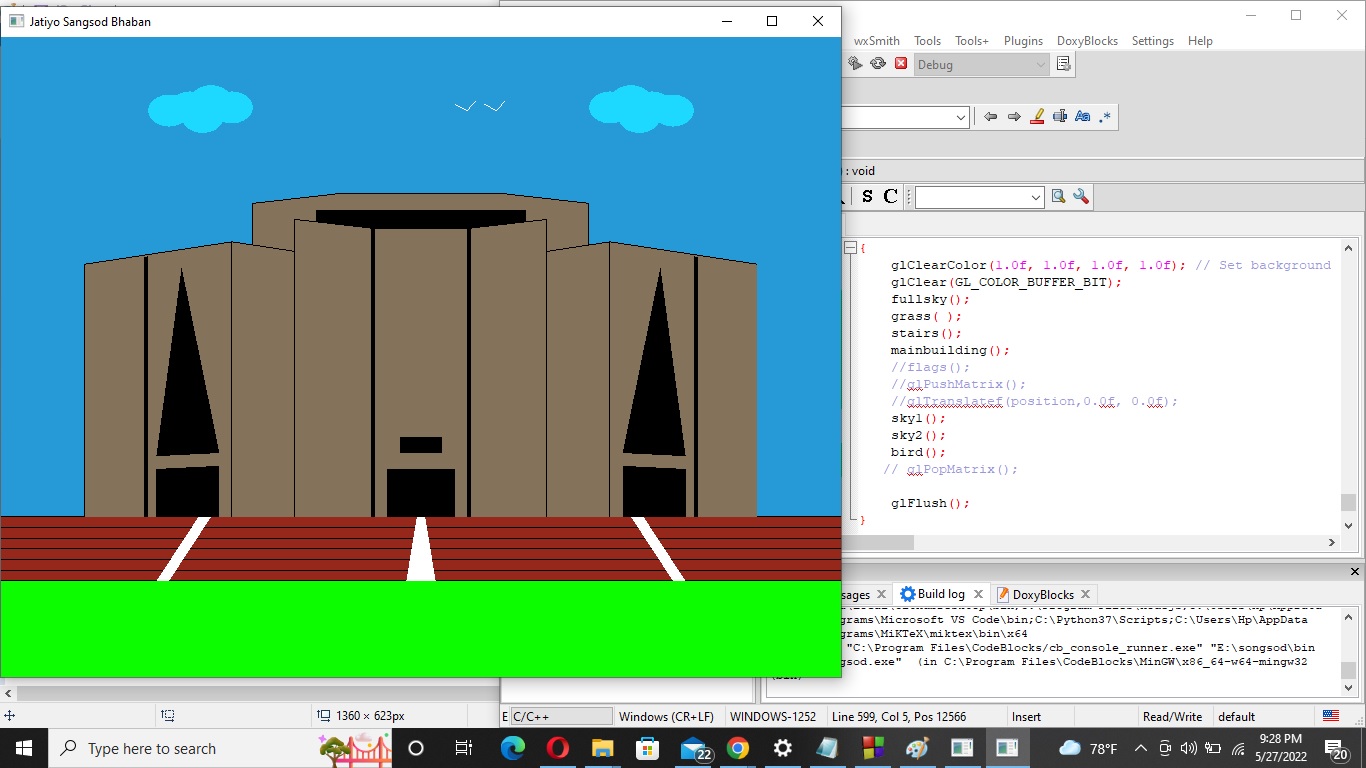 Jatiyo Sangsod Bhaban
wxSmith Tools Tools+ Plugins DoxyBlocks Settings Help
Debug
: void
S C
{
glClearColor(1.0f, 1.0f, 1.0f, 1.0f); // Set background
glClear(GL_COLOR_BUFFER_BIT);
fullsky();
grass( );
stairs();
mainbuilding();
//flags();
//glPushMatrix();
//glTranslatef(position,0.0f, 0.0f);
sky1();
sky2();
bird();
// glPopMatrix();
glFlush();
}
sages Build log DoxyBlocks
grams\Microsoft VS Code\bin;C:\Python37\Scripts;C:\Users\Hp\AppData
grams\MiKTeX\miktex\bin\x64
"C:\Program Files\CodeBlocks/cb_console_runner.exe" "E:\songsod\bin
gsod.exe" (in C:\Program Files\CodeBlocks\MinGW\x86_64-w64-mingw32
1360 × 623px
E C/C++ Windows (CR+LF) WINDOWS-1252 Line 599, Col 5, Pos 12566 Insert Read/Write default
Type here to search
22
78°F
9:28 PM
5/27/2022
20